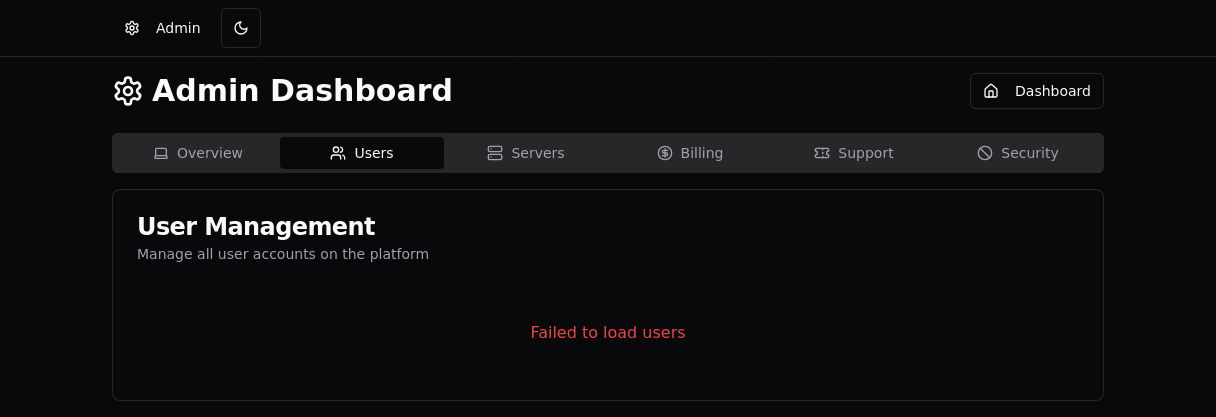 Admin
Admin Dashboard
Dashboard
Overview
Users
Servers
Billing
Support
Security
User Management
Manage all user accounts on the platform
Failed to load users